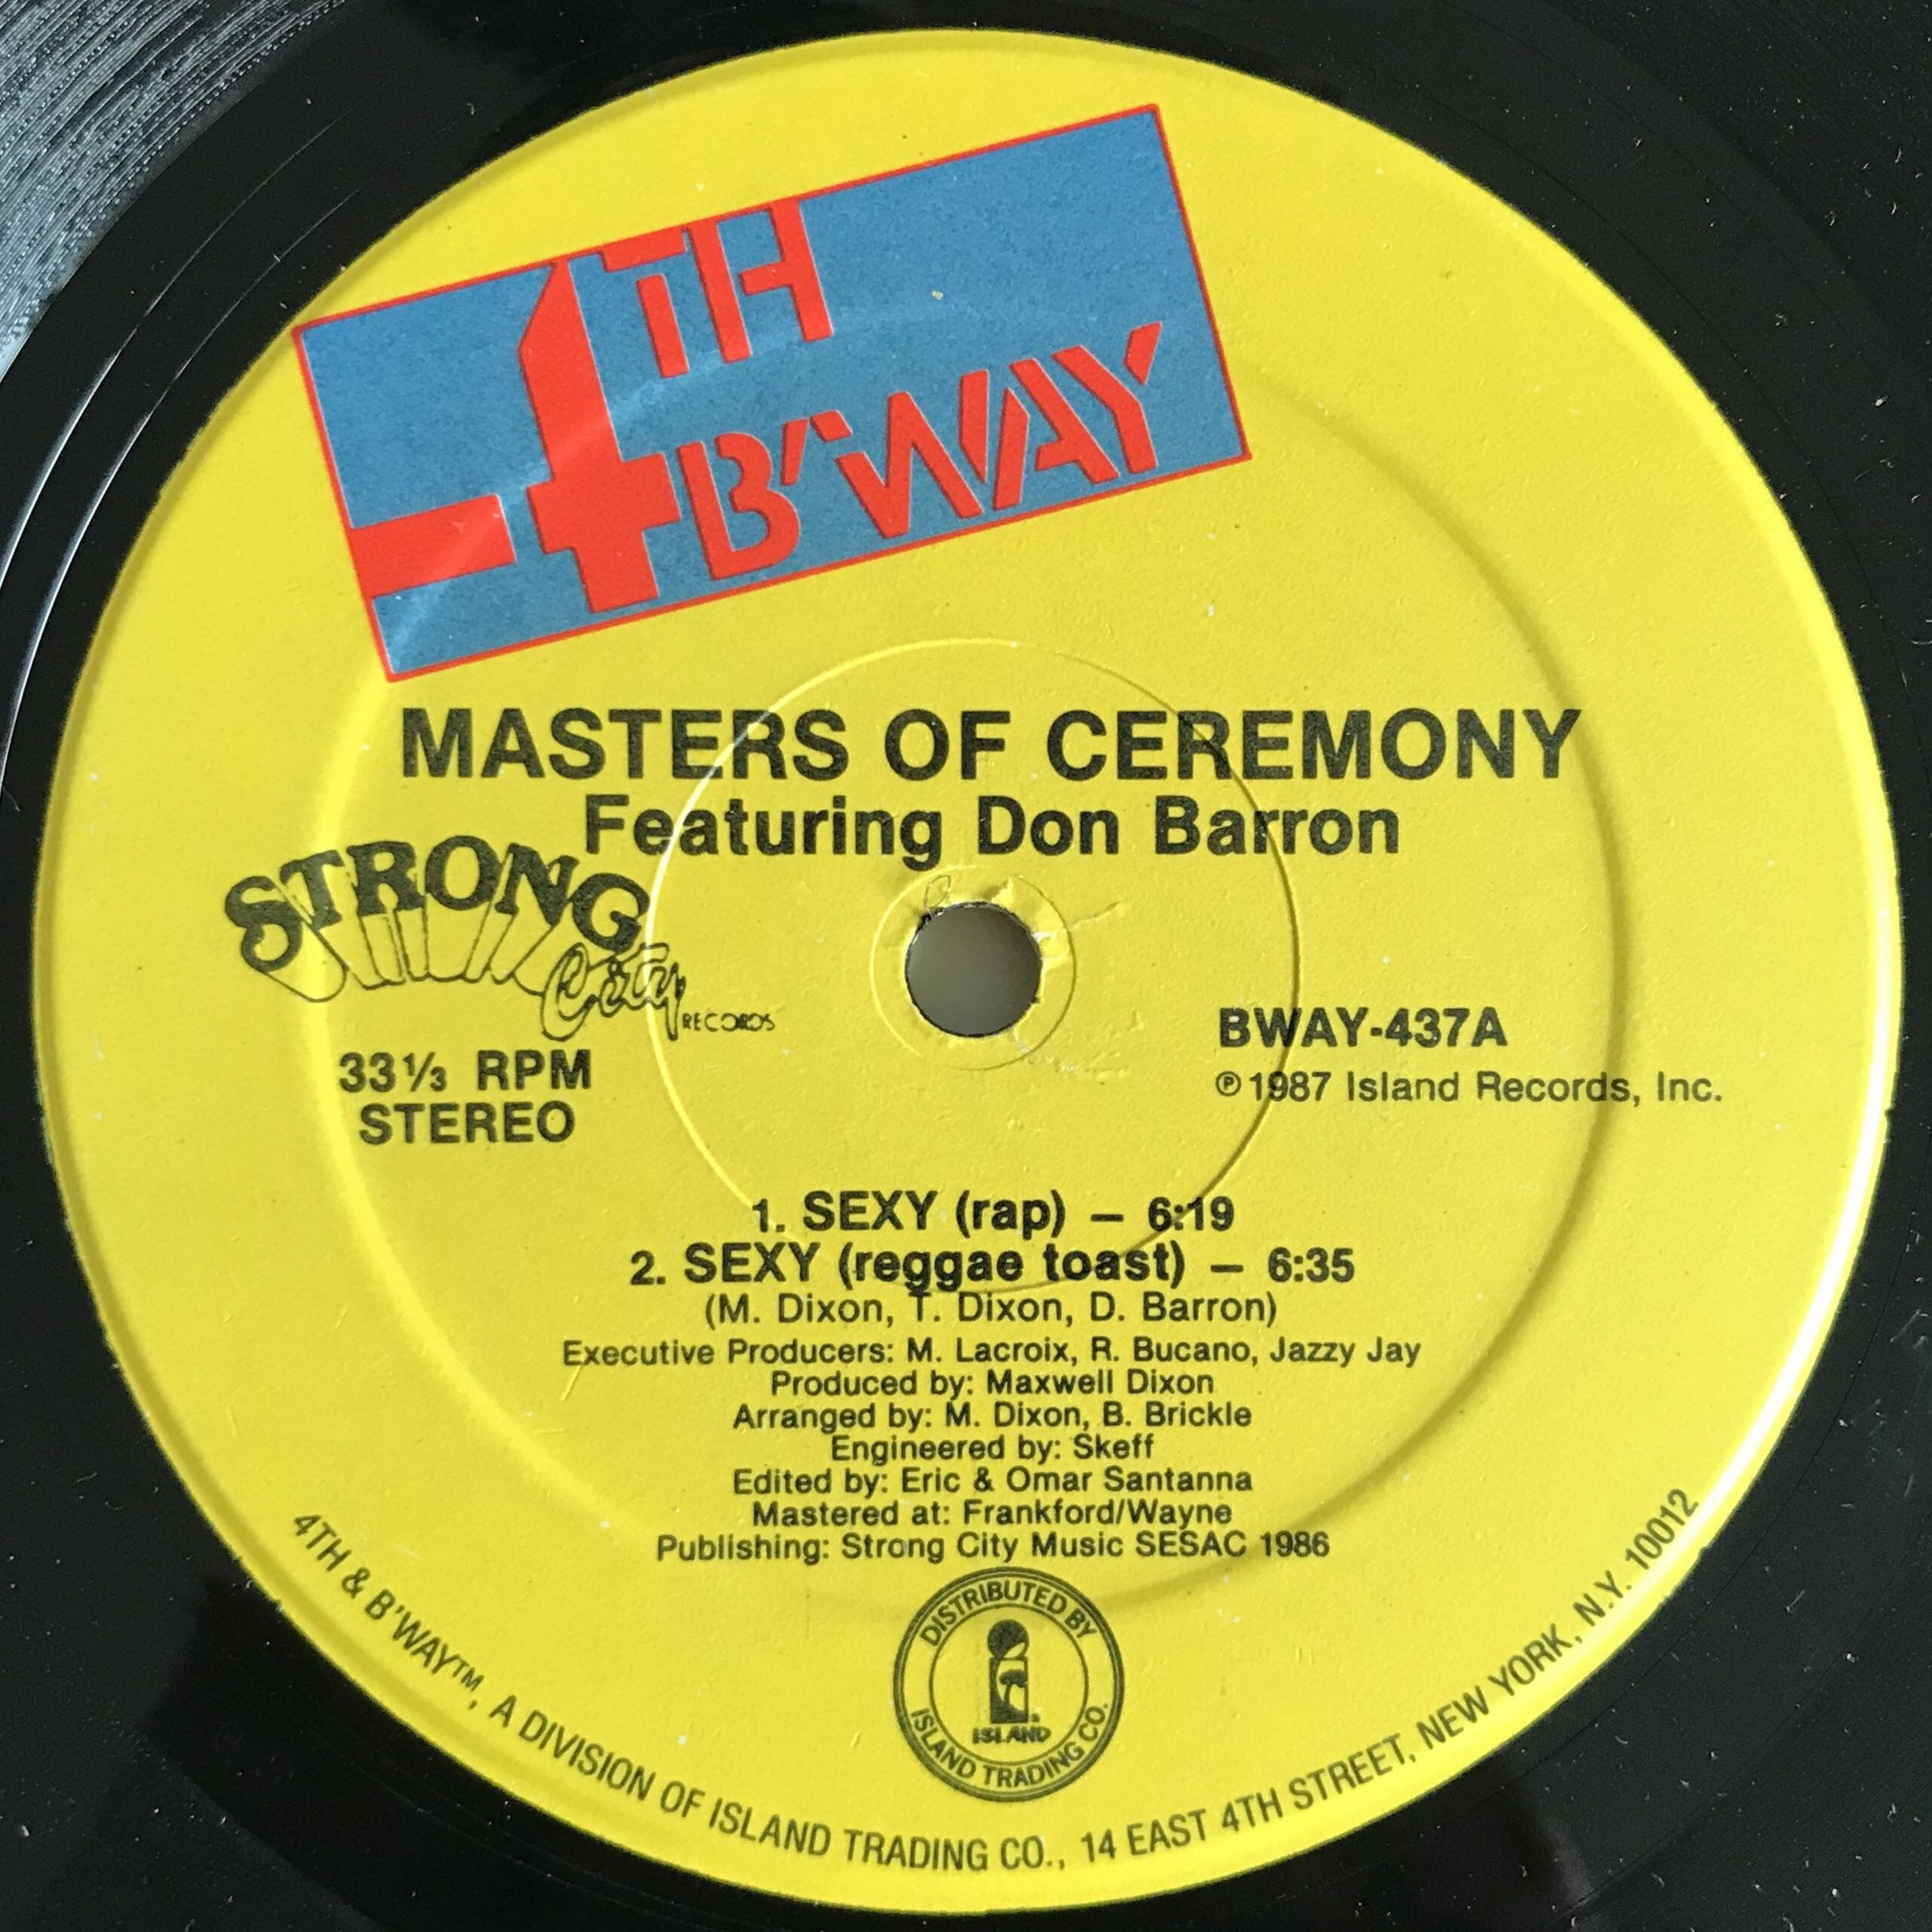 4TH
B'WAY
MASTERS OF CEREMONY
Featuring Don Barron
STRONG
City
RECORDS
33⅓ RPM
STEREO
BWAY-437A
℗1987 Island Records, Inc.
1. SEXY (rap) – 6:19
2. SEXY (reggae toast) – 6:35
(M. Dixon, T. Dixon, D. Barron)
Executive Producers: M. Lacroix, R. Bucano, Jazzy Jay
Produced by: Maxwell Dixon
Arranged by: M. Dixon, B. Brickle
Engineered by: Skeff
Edited by: Eric & Omar Santanna
Mastered at: Frankford/Wayne
Publishing: Strong City Music SESAC 1986
DISTRIBUTED BY
ISLAND
ISLAND TRADING CO.
4TH & B'WAY™, A DIVISION OF ISLAND TRADING CO., 14 EAST 4TH STREET, NEW YORK, N.Y. 10012